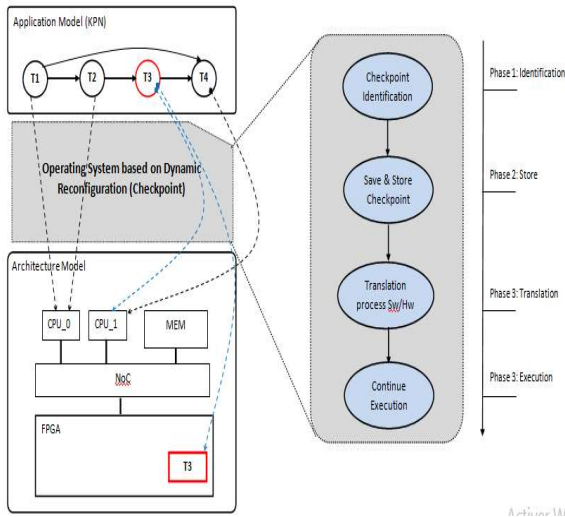 Application Model (KPN)
T1 T2 T3 T4
Operating System based on Dynamic
Reconfiguration (Checkpoint)
Architecture Model
CPU_0 CPU_1 MEM
NoC
FPGA
T3
Checkpoint
Identification
Save & Store
Checkpoint
Translation
process Sw/Hw
Continue
Execution
Phase 1: Identification
Phase 2: Store
Phase 3: Translation
Phase 3: Execution
Activer W